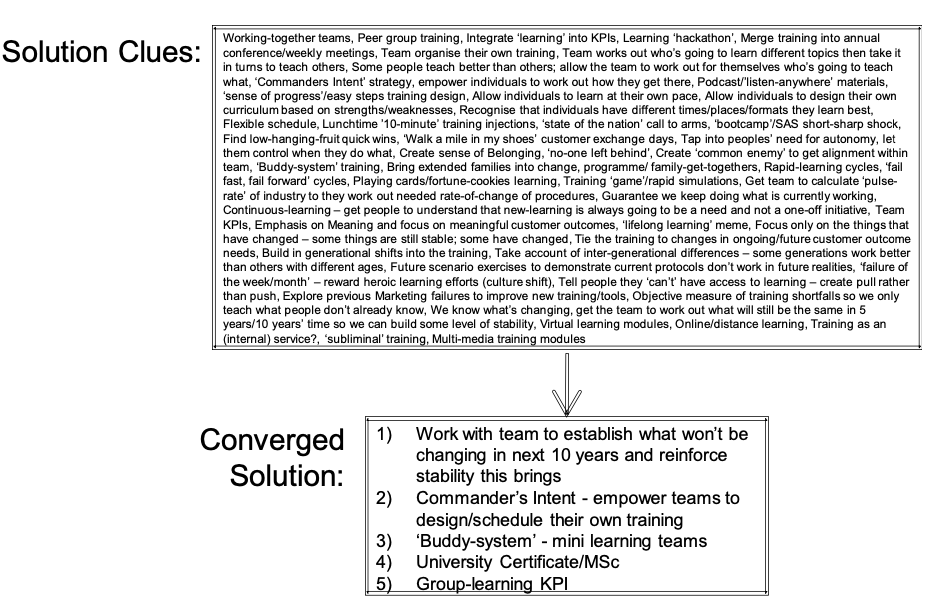 Solution Clues:
Working-together teams, Peer group training, Integrate ‘learning’ into KPIs, Learning ‘hackathon’, Merge training into annual
conference/weekly meetings, Team organise their own training, Team works out who’s going to learn different topics then take it
in turns to teach others, Some people teach better than others; allow the team to work out for themselves who’s going to teach
what, ‘Commanders Intent’ strategy, empower individuals to work out how they get there, Podcast/’listen-anywhere’ materials,
‘sense of progress’/easy steps training design, Allow individuals to learn at their own pace, Allow individuals to design their own
curriculum based on strengths/weaknesses, Recognise that individuals have different times/places/formats they learn best,
Flexible schedule, Lunchtime ’10-minute’ training injections, ‘state of the nation’ call to arms, ‘bootcamp’/SAS short-sharp shock,
Find low-hanging-fruit quick wins, ‘Walk a mile in my shoes’ customer exchange days, Tap into peoples’ need for autonomy, let
them control when they do what, Create sense of Belonging, ‘no-one left behind’, Create ‘common enemy’ to get alignment within
team, ‘Buddy-system’ training, Bring extended families into change, programme/ family-get-togethers, Rapid-learning cycles, ‘fail
fast, fail forward’ cycles, Playing cards/fortune-cookies learning, Training ‘game’/rapid simulations, Get team to calculate ‘pulse-
rate’ of industry to they work out needed rate-of-change of procedures, Guarantee we keep doing what is currently working,
Continuous-learning – get people to understand that new-learning is always going to be a need and not a one-off initiative, Team
KPIs, Emphasis on Meaning and focus on meaningful customer outcomes, ‘lifelong learning’ meme, Focus only on the things that
have changed – some things are still stable; some have changed, Tie the training to changes in ongoing/future customer outcome
needs, Build in generational shifts into the training, Take account of inter-generational differences – some generations work better
than others with different ages, Future scenario exercises to demonstrate current protocols don’t work in future realities, ‘failure of
the week/month’ – reward heroic learning efforts (culture shift), Tell people they ‘can’t’ have access to learning – create pull rather
than push, Explore previous Marketing failures to improve new training/tools, Objective measure of training shortfalls so we only
teach what people don’t already know, We know what’s changing, get the team to work out what will still be the same in 5
years/10 years’ time so we can build some level of stability, Virtual learning modules, Online/distance learning, Training as an
(internal) service?, ‘subliminal’ training, Multi-media training modules
Converged
Solution:
1) Work with team to establish what won’t be
changing in next 10 years and reinforce
stability this brings
2) Commander’s Intent - empower teams to
design/schedule their own training
3) ‘Buddy-system’ - mini learning teams
4) University Certificate/MSc
5) Group-learning KPI